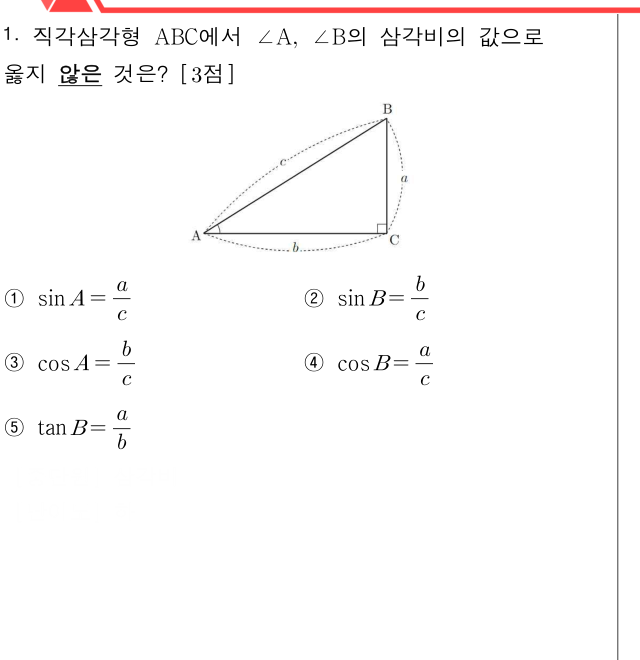 1. 직각삼각형 ABC에서 ∠A, ∠B의 삼각비의 값으로
옳지 않은 것은? [3점]
B
c
a
A
C
b
① sin A = a/c
② sin B = b/c
③ cos A = b/c
④ cos B = a/c
⑤ tan B = a/b